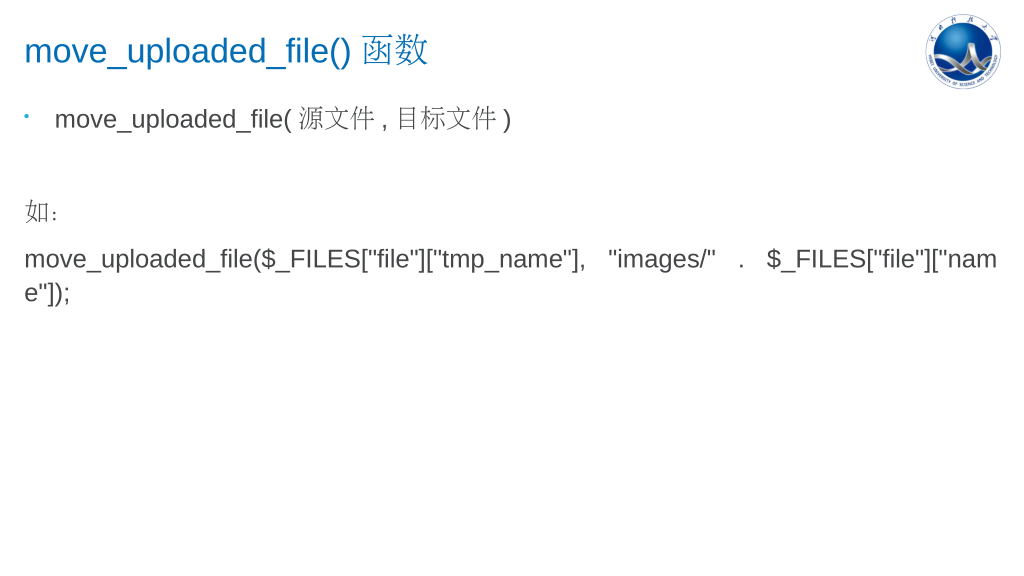 move_uploaded_file() 函数
• move_uploaded_file( 源文件 , 目标文件 )
如：
move_uploaded_file($_FILES["file"]["tmp_name"], "images/" . $_FILES["file"]["nam
e"]);